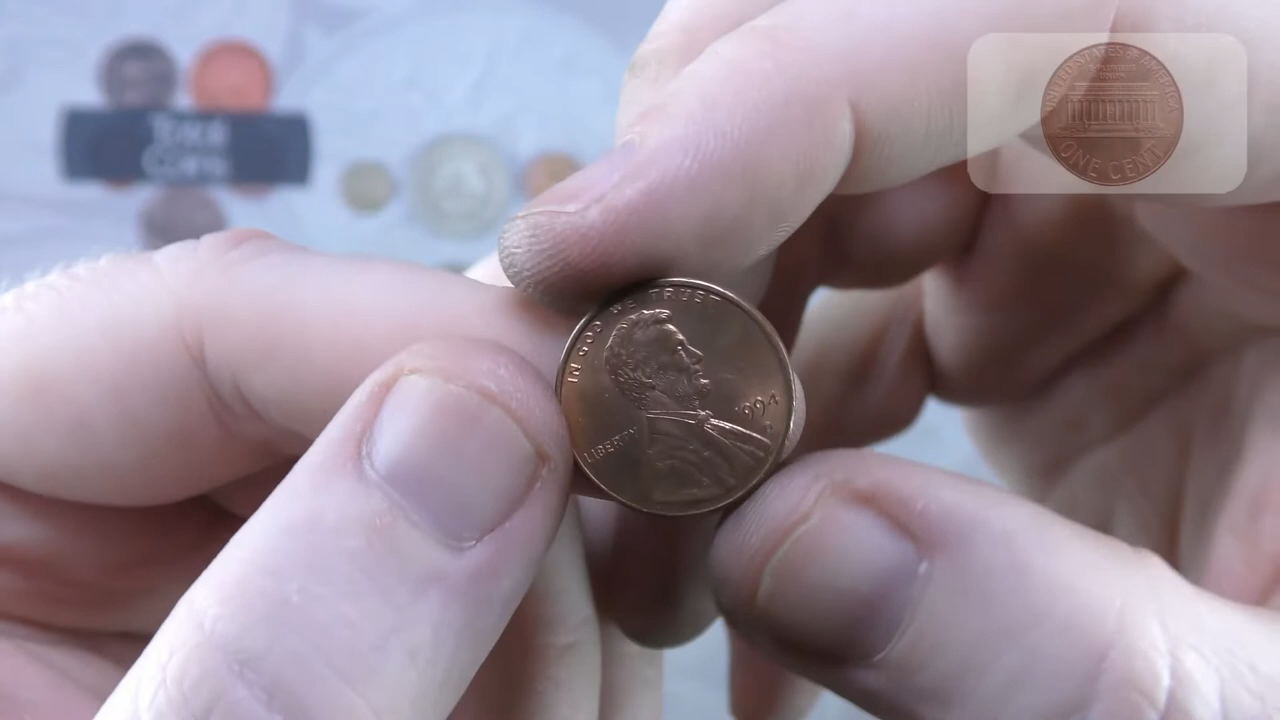 UNITED STATES OF AMERICA
E·PLURIBUS
UNUM
ONE CENT
IN GOD WE TRUST
LIBERTY
1994
D